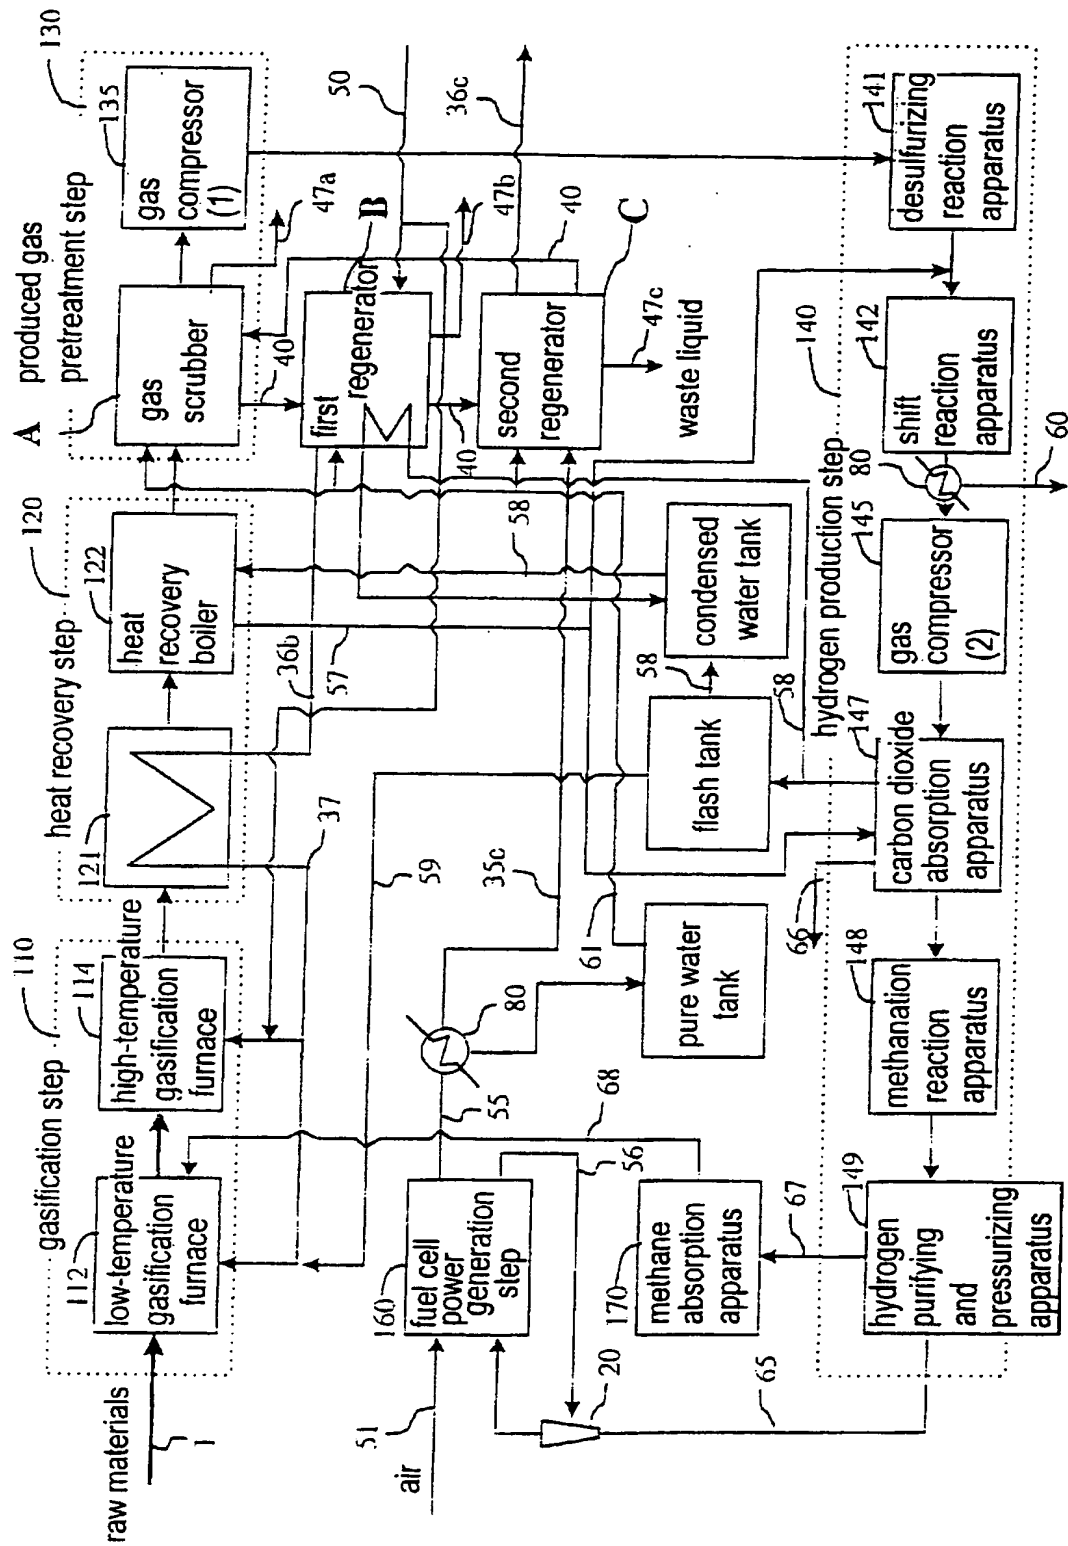 110
gasification step
112
low-temperature
gasification
furnace
114
high-temperature
gasification
furnace
raw materials
1
120
heat recovery step
121
122
heat
recovery
boiler
130
produced gas
pretreatment step
A
gas
scrubber
135
gas
compressor
(1)
47a
40
37
36b
57
first
regenerator
B
50
47b
40
58
second
regenerator
C
36c
40
47c
waste liquid
59
35c
61
58
condensed
water tank
58
flash tank
58
pure water
tank
80
55
68
56
160
fuel cell
power
generation
step
51
air
20
65
170
methane
absorption
apparatus
67
66
140
hydrogen production step
141
desulfurizing
reaction
apparatus
142
shift
reaction
apparatus
80
60
145
gas
compressor
(2)
147
carbon dioxide
absorption
apparatus
148
methanation
reaction
apparatus
149
hydrogen
purifying
and
pressurizing
apparatus